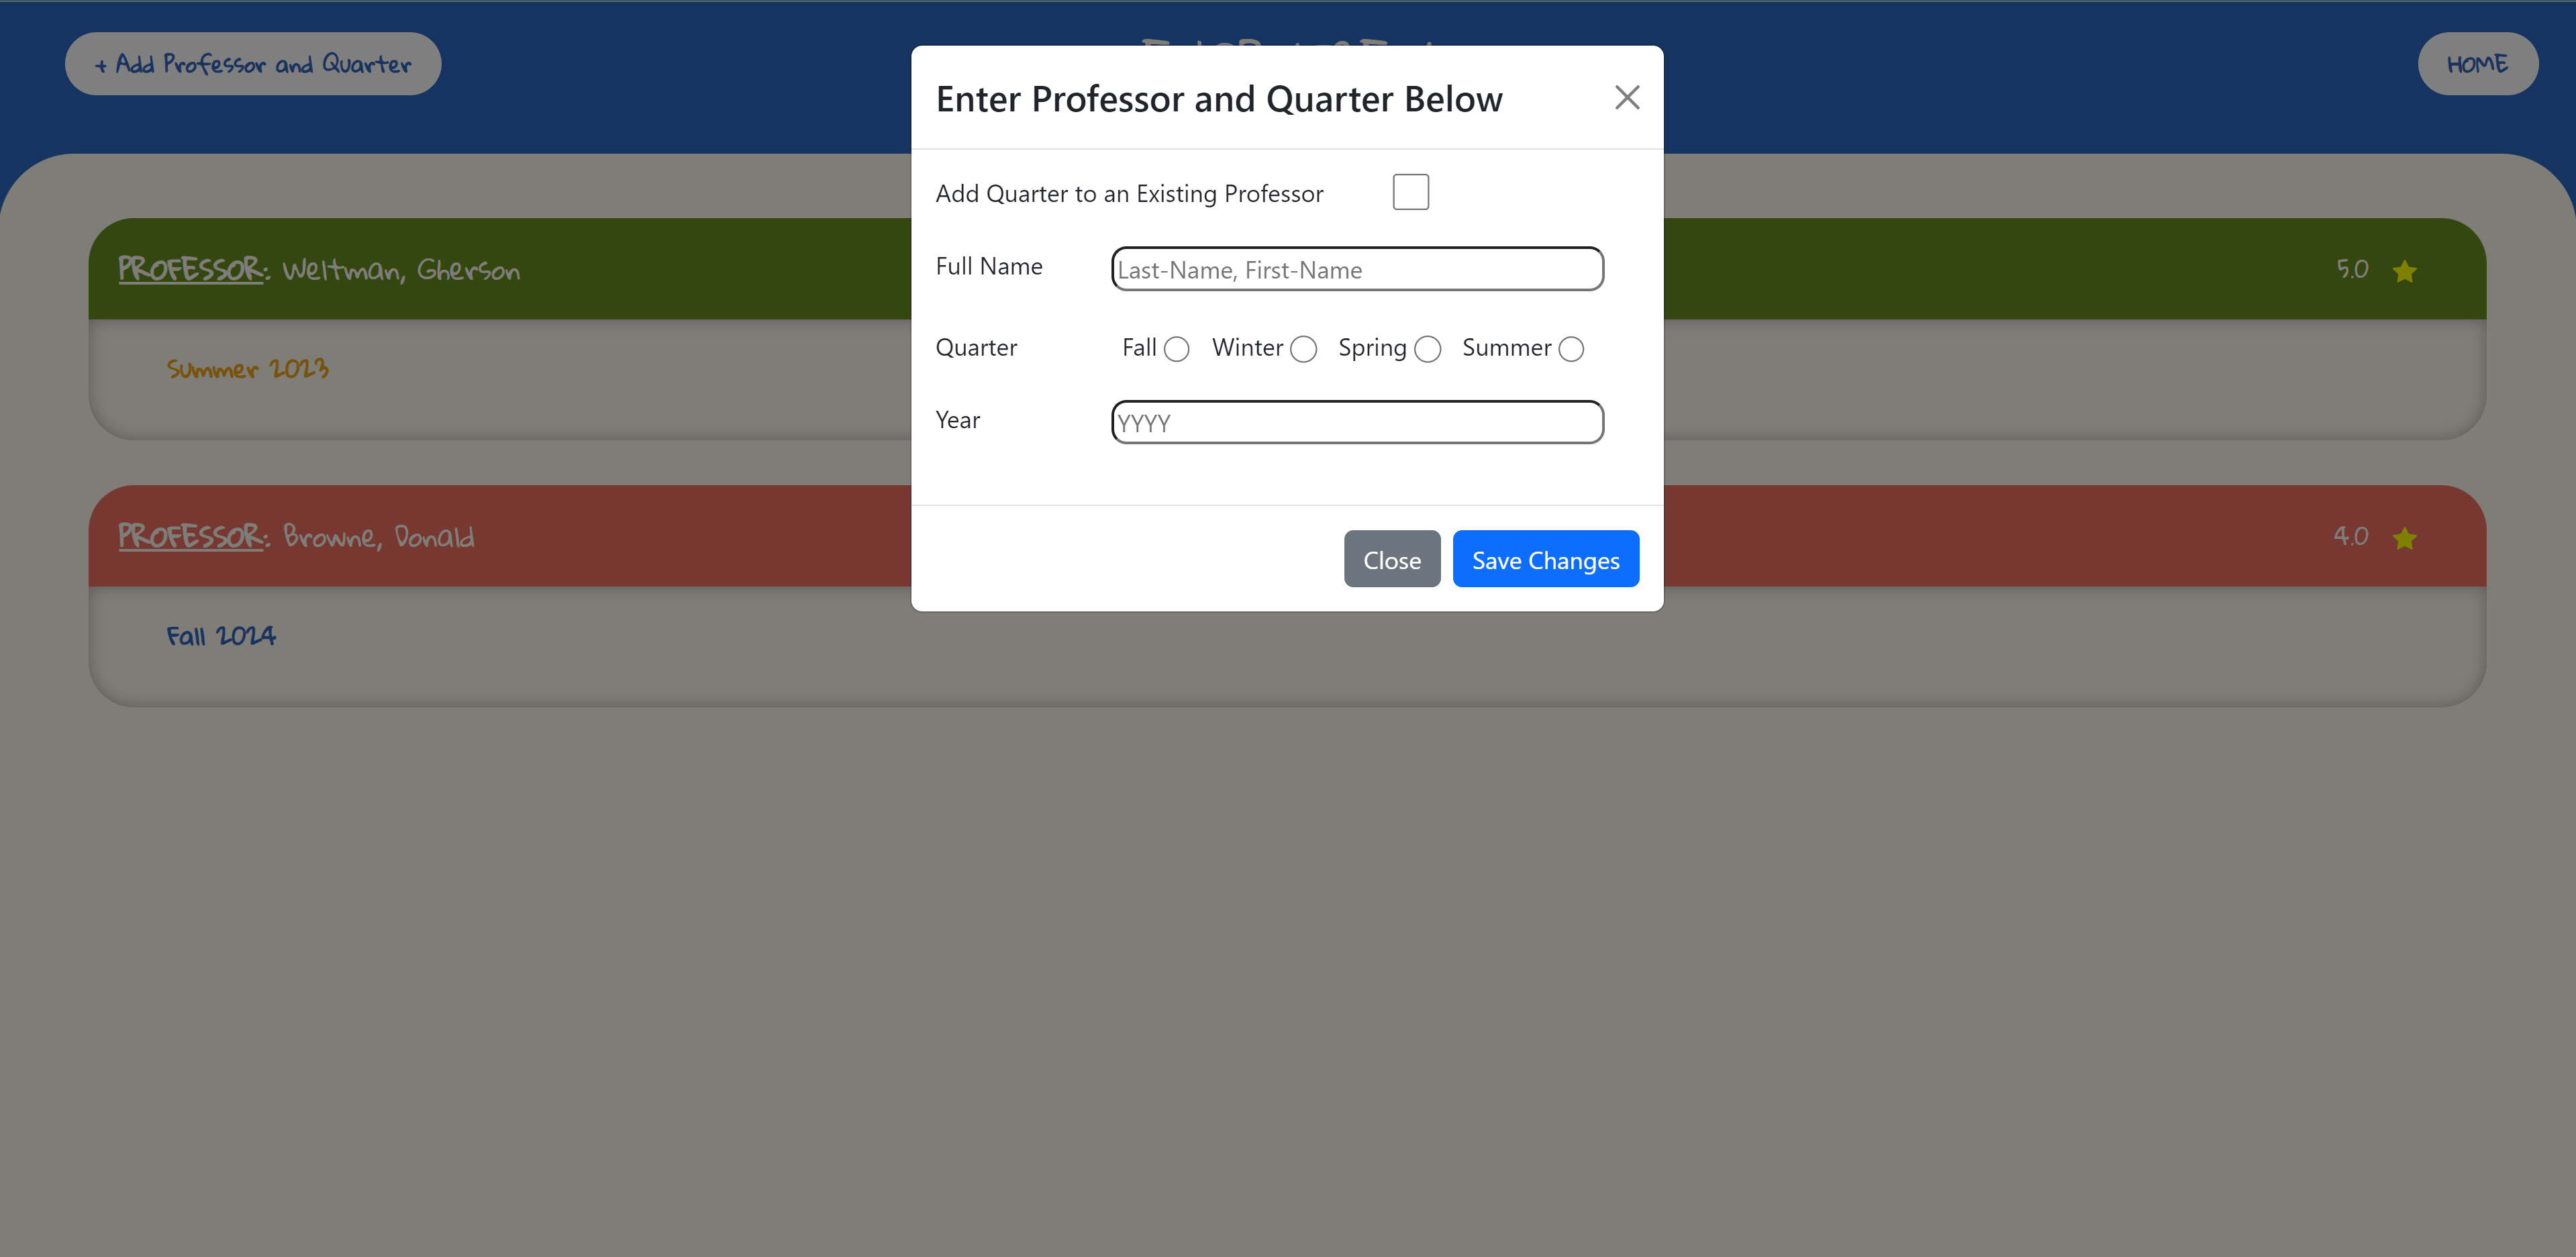 + Add Professor and Quarter
HOME
Enter Professor and Quarter Below
Add Quarter to an Existing Professor
Full Name
Last-Name, First-Name
Quarter
Fall Winter Spring Summer
Year
YYYY
Close
Save Changes
PROFESSOR: Weltman, Gherson
5.0
Summer 2023
PROFESSOR: Browne, Donald
4.0
Fall 2024